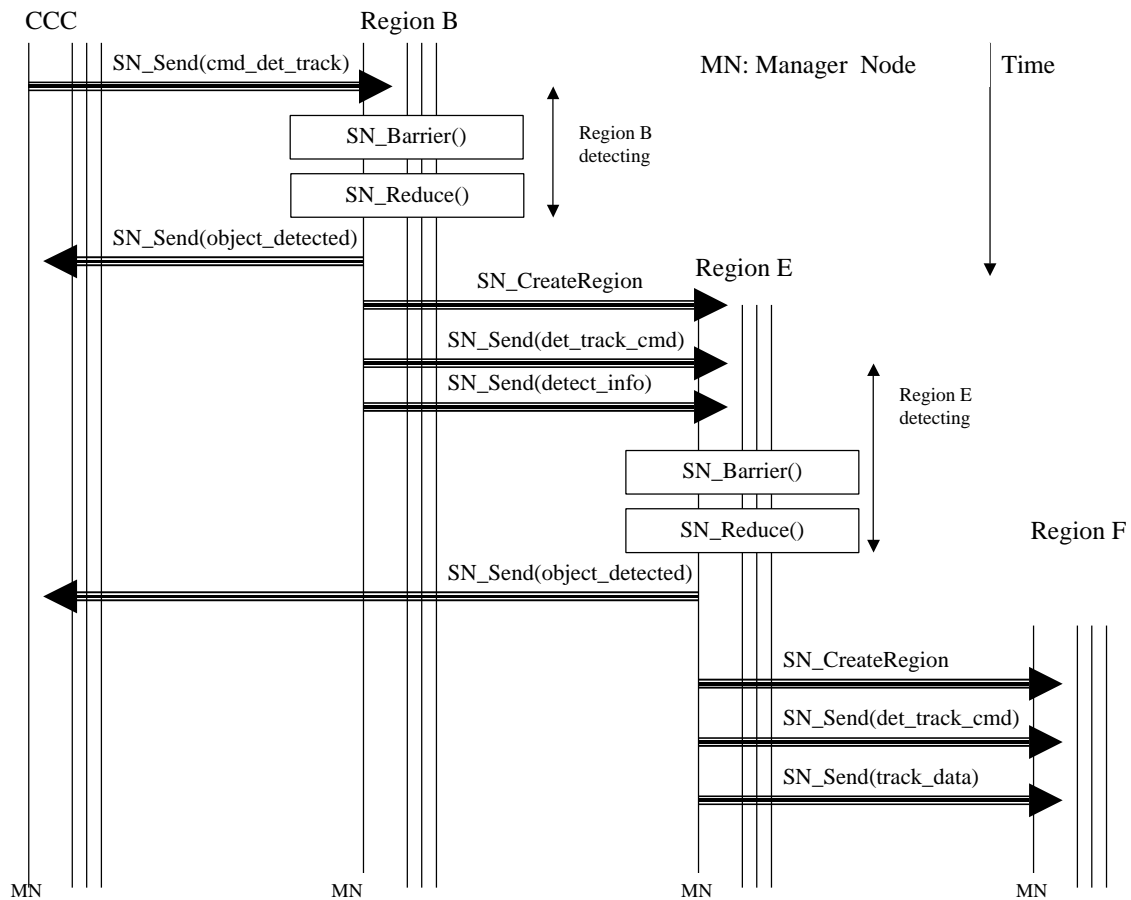 CCC
Region B
SN_Send(cmd_det_track)
MN: Manager Node
Time
SN_Barrier()
Region B
detecting
SN_Reduce()
SN_Send(object_detected)
Region E
SN_CreateRegion
SN_Send(det_track_cmd)
SN_Send(detect_info)
Region E
detecting
SN_Barrier()
SN_Reduce()
Region F
SN_Send(object_detected)
SN_CreateRegion
SN_Send(det_track_cmd)
SN_Send(track_data)
MN
MN
MN
MN